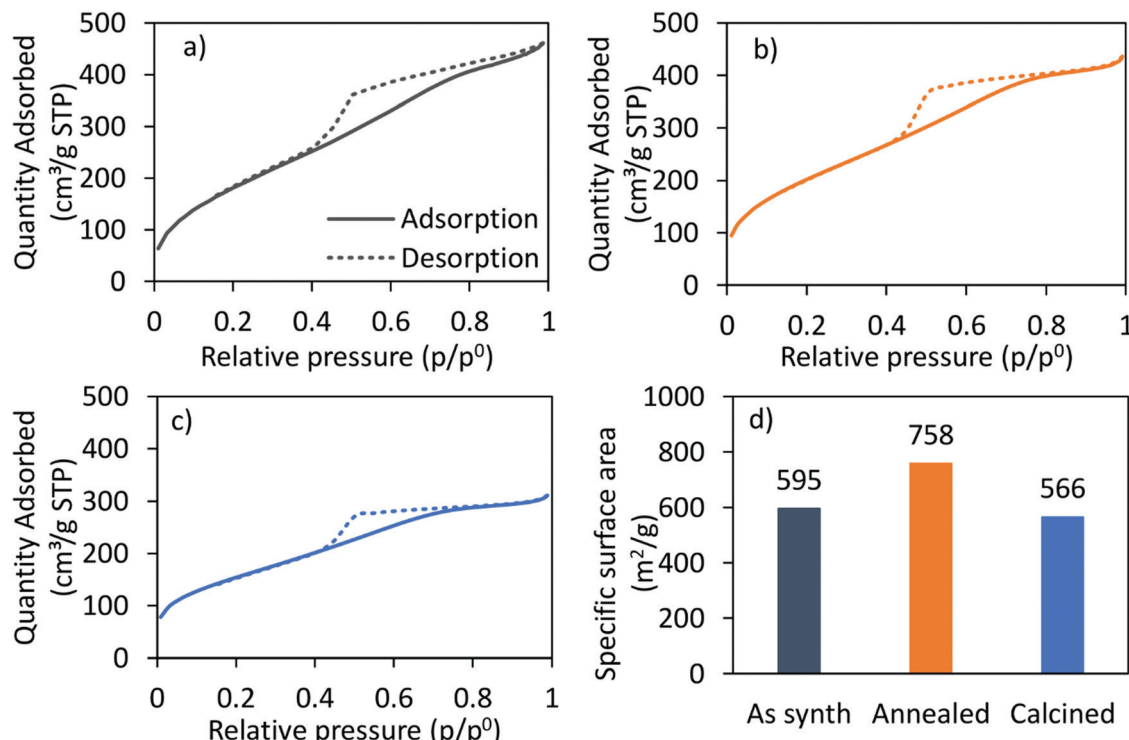 a)
Quantity Adsorbed
(cm³/g STP)
500
400
300
200
100
0
Adsorption
Desorption
0 0.2 0.4 0.6 0.8 1
Relative pressure (p/p⁰)
b)
Quantity Adsorbed
(cm³/g STP)
500
400
300
200
100
0
0 0.2 0.4 0.6 0.8 1
Relative pressure (p/p⁰)
c)
Quantity Adsorbed
(cm³/g STP)
500
400
300
200
100
0
0 0.2 0.4 0.6 0.8 1
Relative pressure (p/p⁰)
d)
Specific surface area
(m²/g)
1000
800
600
400
200
0
595
758
566
As synth Annealed Calcined